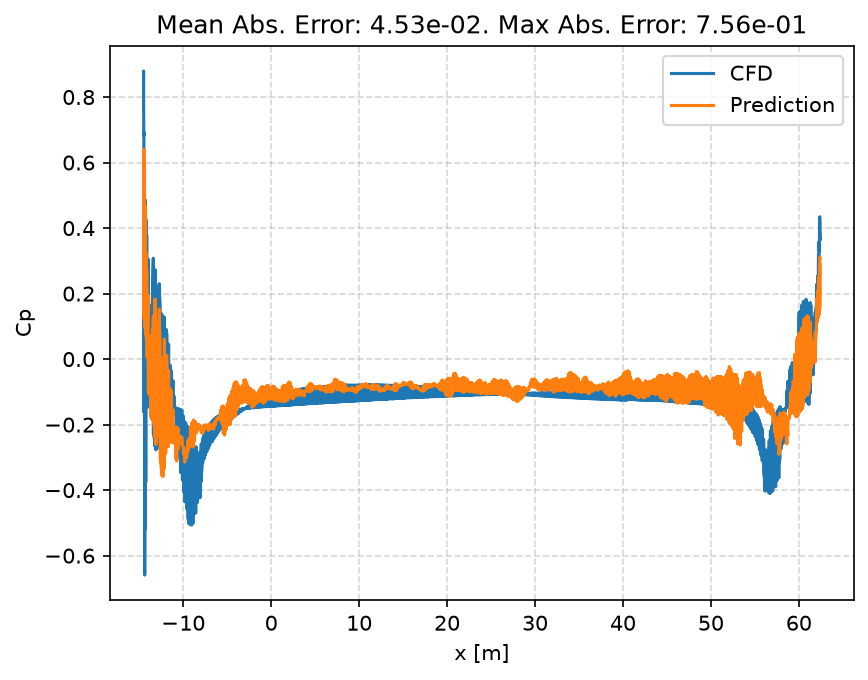 Mean Abs. Error: 4.53e-02. Max Abs. Error: 7.56e-01
CFD
Prediction
Cp
0.8
0.6
0.4
0.2
0.0
−0.2
−0.4
−0.6
−10 0 10 20 30 40 50 60
x [m]